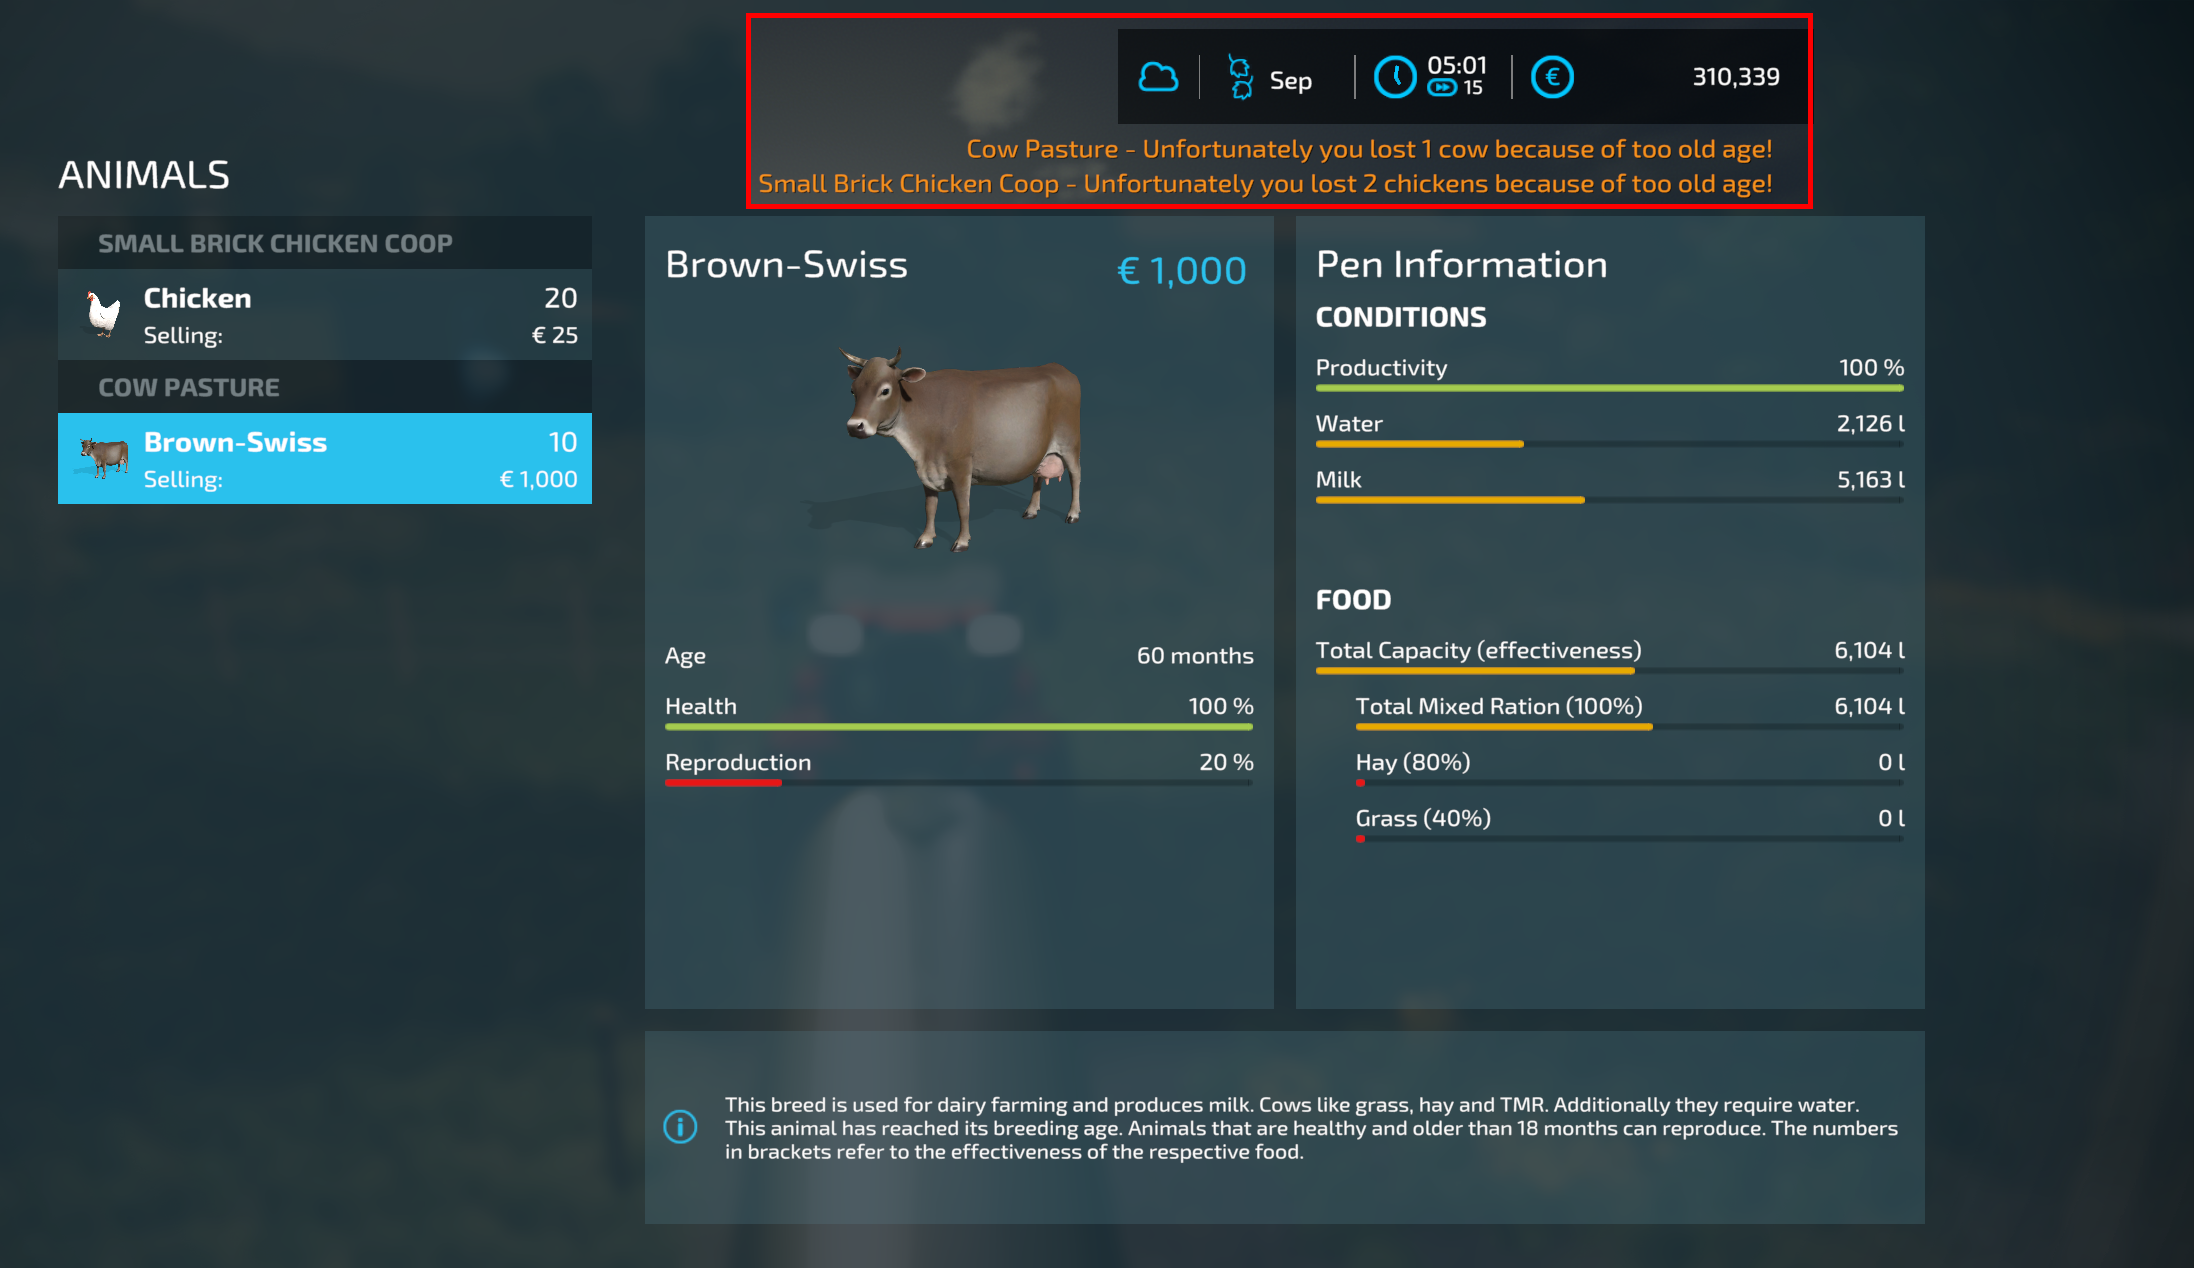 Sep
05:01
15
310,339
Cow Pasture - Unfortunately you lost 1 cow because of too old age!
Small Brick Chicken Coop - Unfortunately you lost 2 chickens because of too old age!
ANIMALS
SMALL BRICK CHICKEN COOP
Chicken 20
Selling: € 25
COW PASTURE
Brown-Swiss 10
Selling: € 1,000
Brown-Swiss € 1,000
Age 60 months
Health 100 %
Reproduction 20 %
Pen Information
CONDITIONS
Productivity 100 %
Water 2,126 l
Milk 5,163 l
FOOD
Total Capacity (effectiveness) 6,104 l
Total Mixed Ration (100%) 6,104 l
Hay (80%) 0 l
Grass (40%) 0 l
This breed is used for dairy farming and produces milk. Cows like grass, hay and TMR. Additionally they require water.
This animal has reached its breeding age. Animals that are healthy and older than 18 months can reproduce. The numbers
in brackets refer to the effectiveness of the respective food.